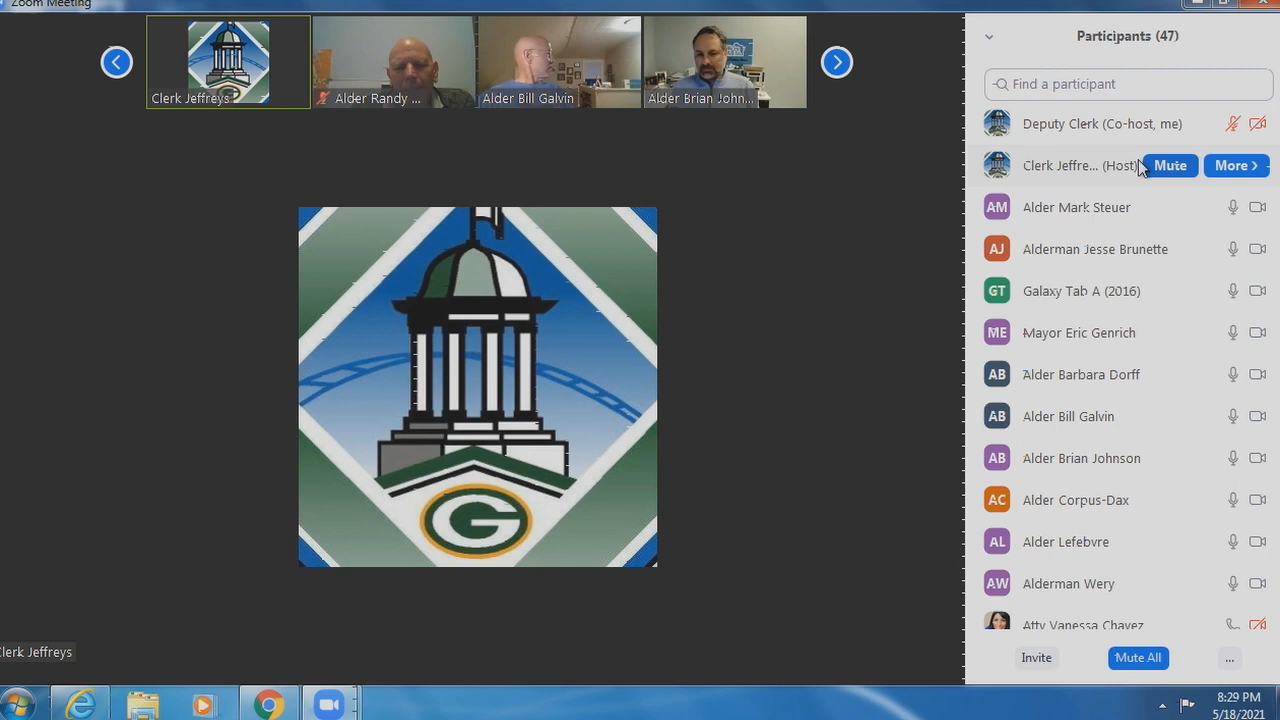 Zoom Meeting
Clerk Jeffreys
Alder Randy ...
Alder Bill Galvin
Alder Brian John...
Participants (47)
Find a participant
Deputy Clerk (Co-host, me)
Clerk Jeffre... (Host)
Mute
More >
AM Alder Mark Steuer
AJ Alderman Jesse Brunette
GT Galaxy Tab A (2016)
ME Mayor Eric Genrich
AB Alder Barbara Dorff
AB Alder Bill Galvin
AB Alder Brian Johnson
AC Alder Corpus-Dax
AL Alder Lefebvre
AW Alderman Wery
Atty Vanessa Chavez
G
Clerk Jeffreys
Invite
Mute All
...
8:29 PM
5/18/2021